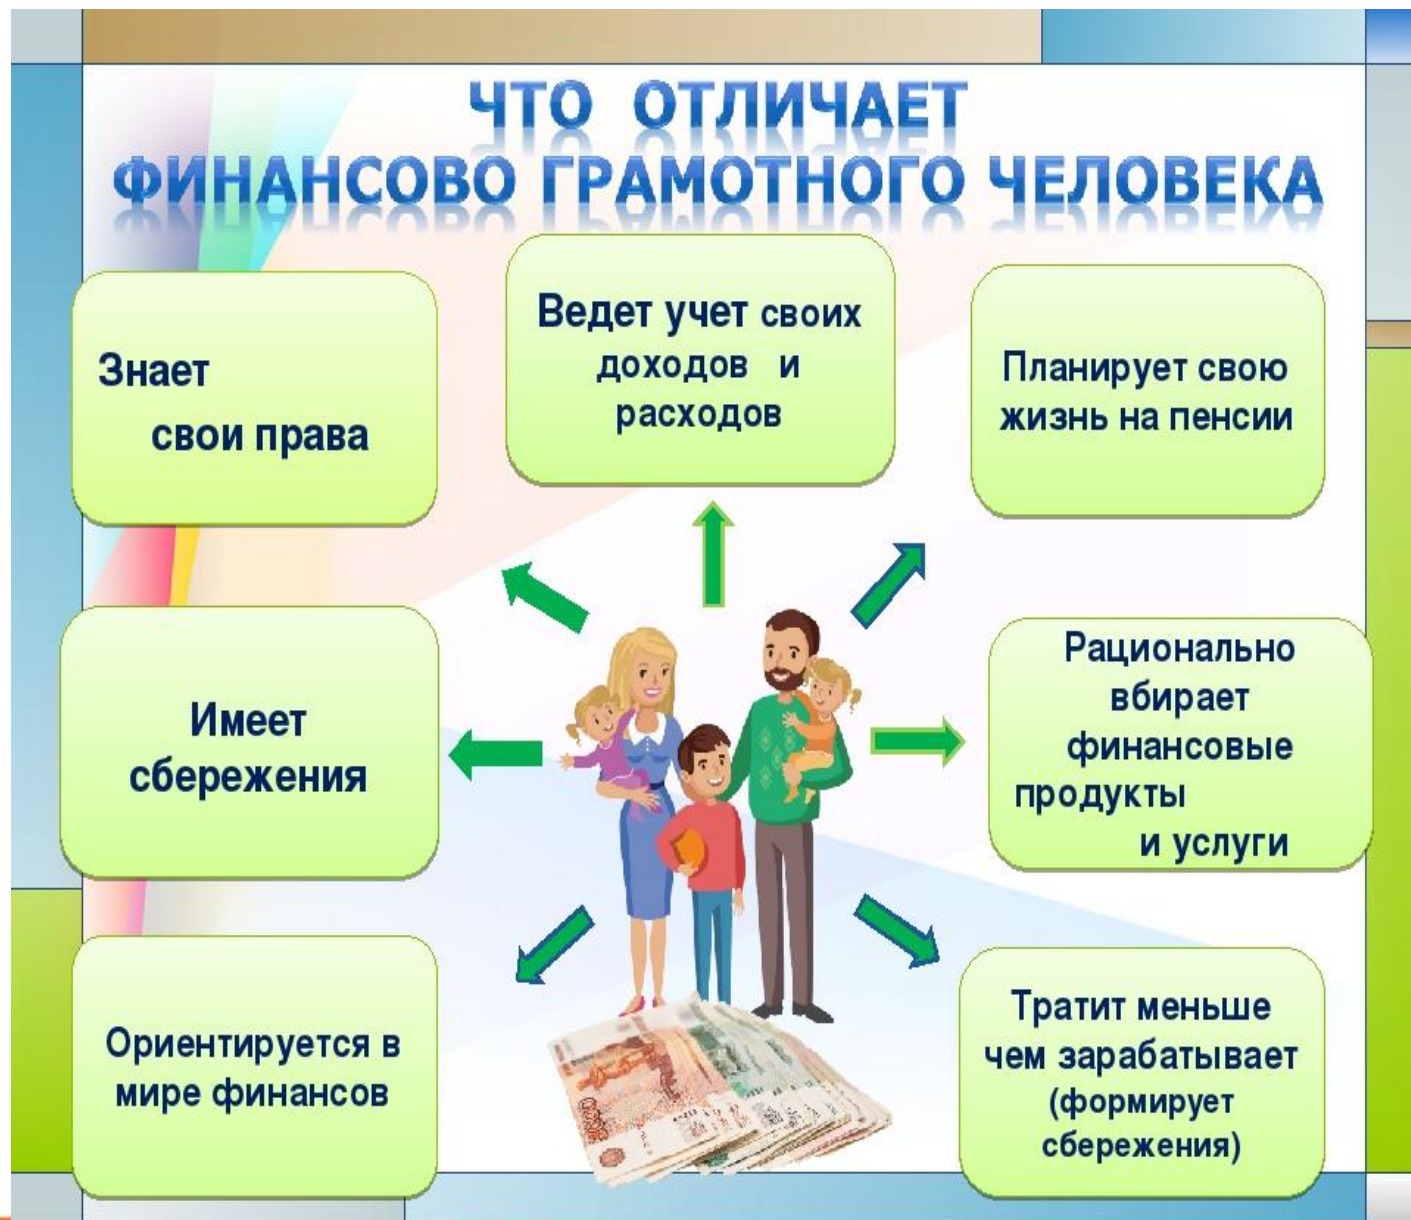 ЧТО ОТЛИЧАЕТ
ФИНАНСОВО ГРАМОТНОГО ЧЕЛОВЕКА
Знает
свои права
Ведет учет своих
доходов и
расходов
Планирует свою
жизнь на пенсии
Имеет
сбережения
Рационально
вбирает
финансовые
продукты
и услуги
Ориентируется в
мире финансов
Тратит меньше
чем зарабатывает
(формирует
сбережения)